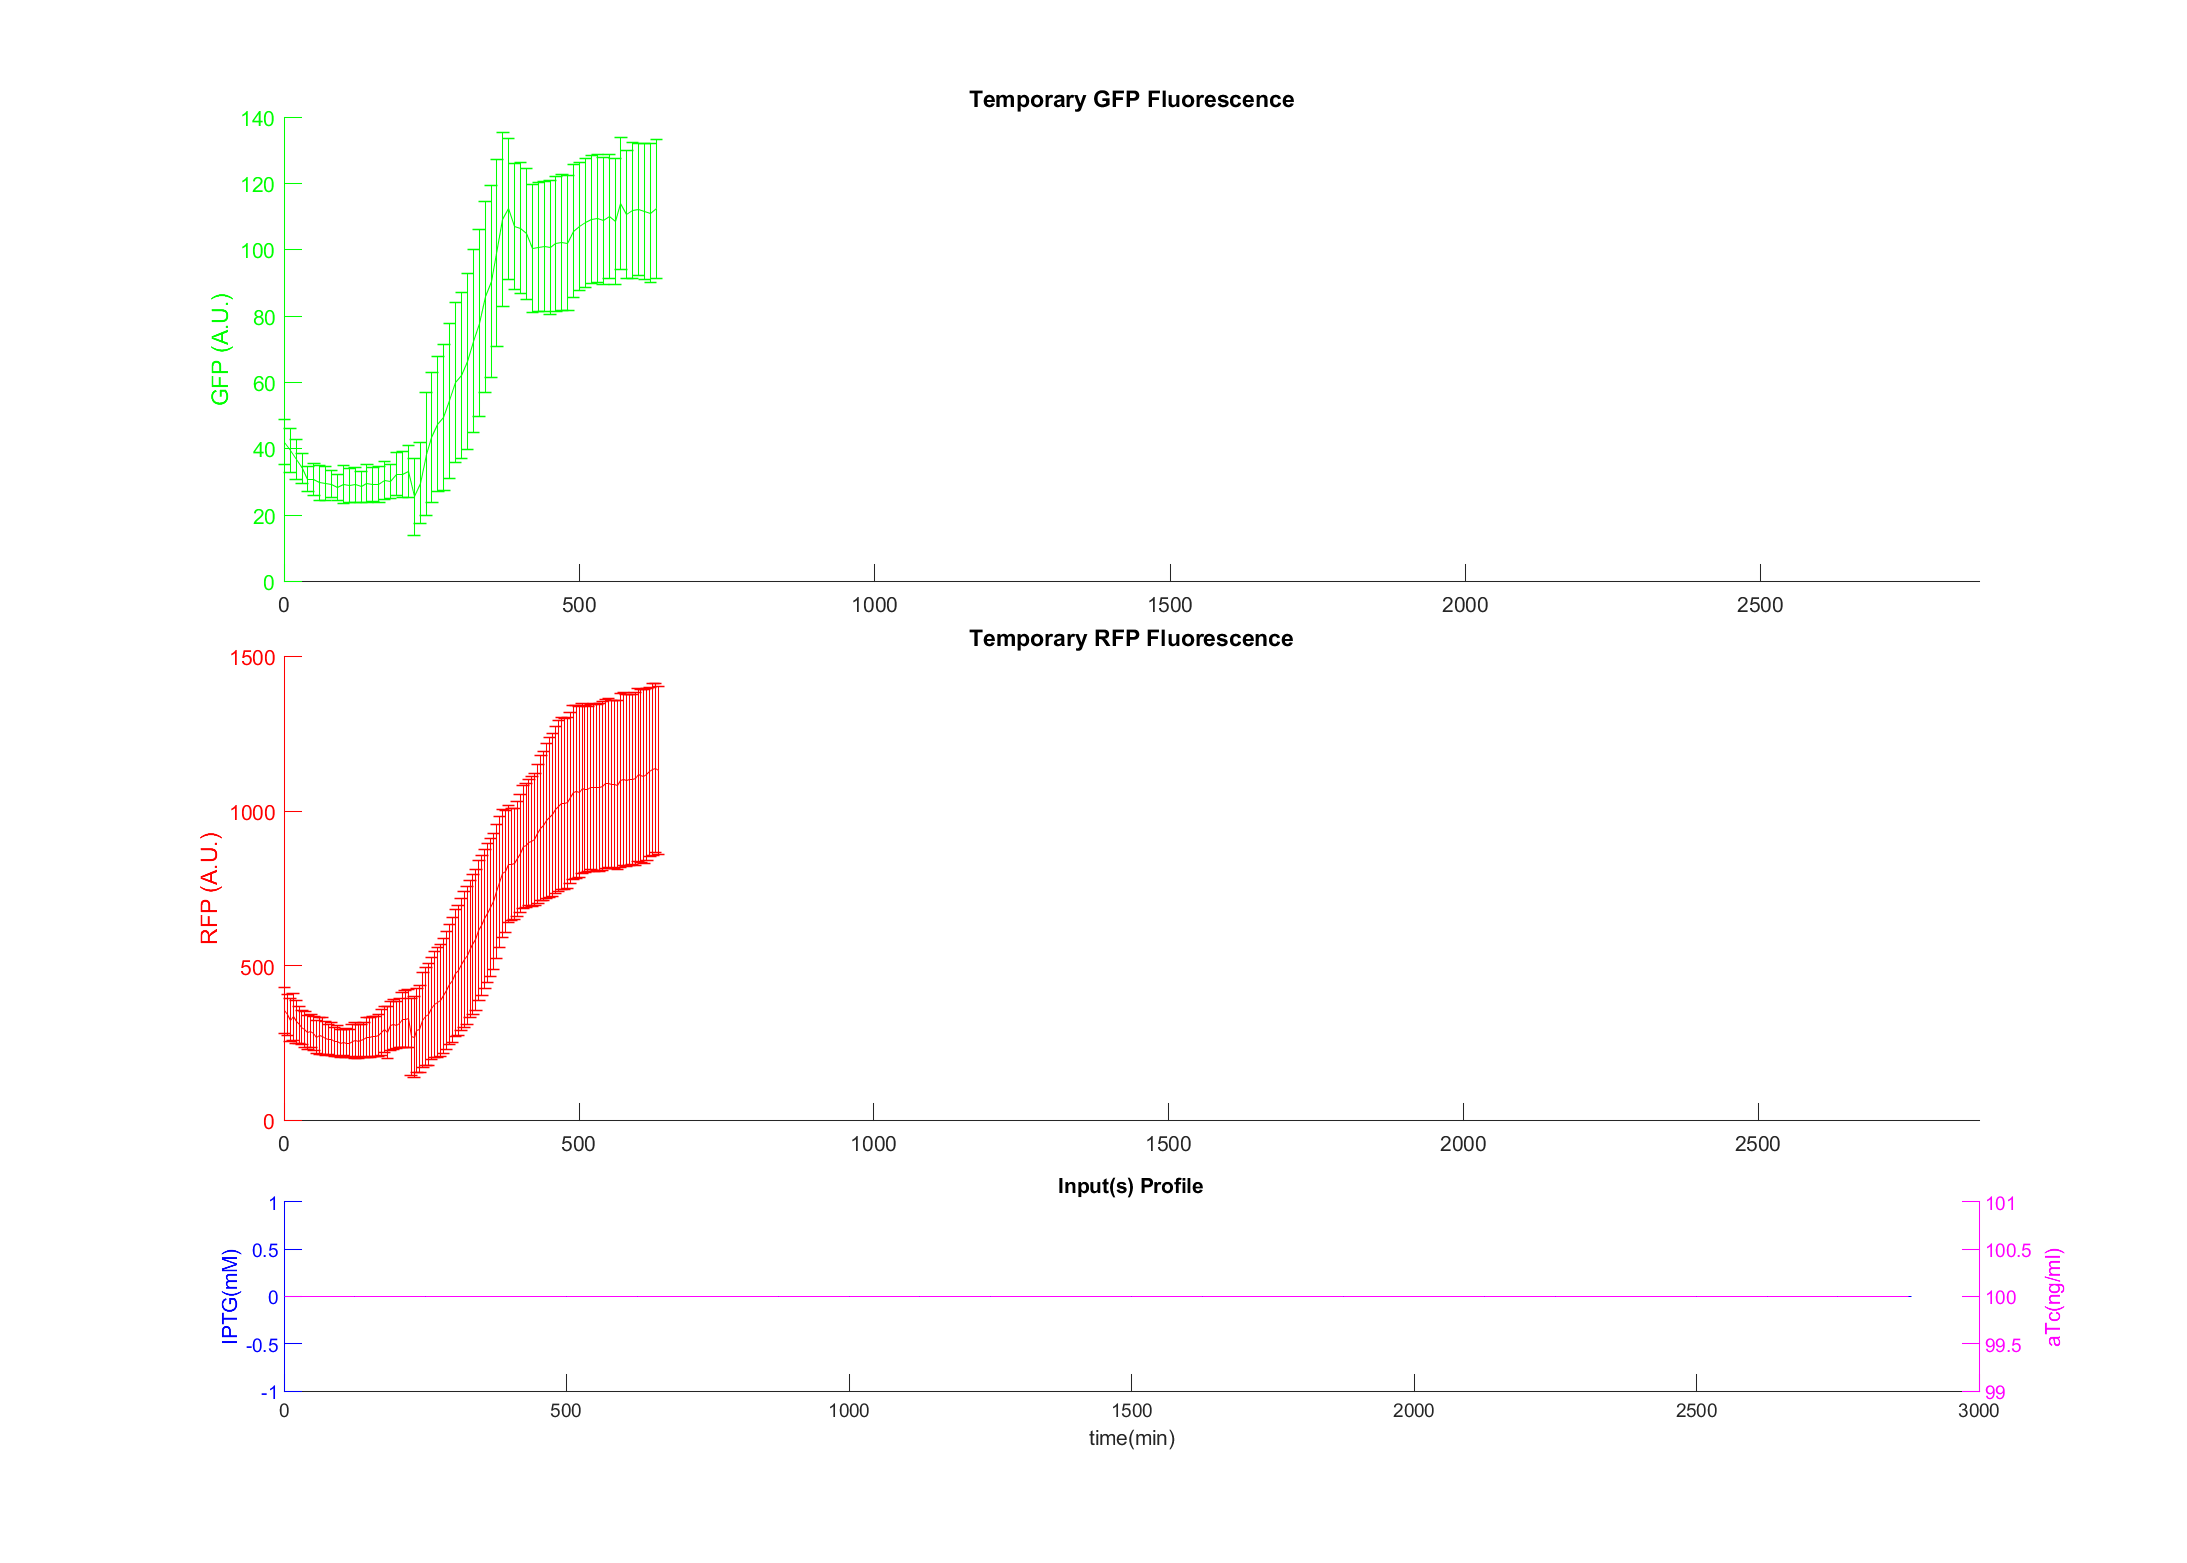 Temporary GFP Fluorescence
140
120
100
80
60
40
20
0
GFP (A.U.)
0 500 1000 1500 2000 2500
Temporary RFP Fluorescence
1500
1000
500
0
RFP (A.U.)
0 500 1000 1500 2000 2500
Input(s) Profile
1
0.5
0
-0.5
-1
IPTG(mM)
101
100.5
100
99.5
99
aTc(ng/ml)
0 500 1000 1500 2000 2500 3000
time(min)